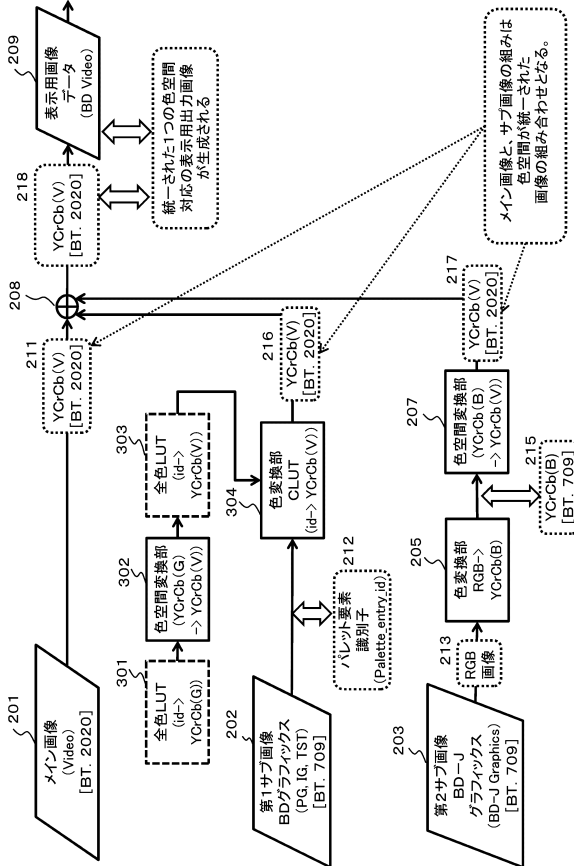 201
メイン画像
(Video)
[BT. 2020]
211
YCrCb(V)
[BT. 2020]
208
218
YCrCb(V)
[BT. 2020]
209
表示用画像
データ
(BD Video)
統一された1つの色空間
対応の表示用出力画像
が生成される
301
全色LUT
(id->
YCrCb(G))
302
色空間変換部
(YCrCb(G)
-> YCrCb(V))
303
全色LUT
(id->
YCrCb(V))
202
第1サブ画像
BDグラフィックス
(PG, IG, TST)
[BT. 709]
212
パレット要素
識別子
(Palette_entry_id)
304
色変換部
CLUT
(id-> YCrCb(V))
216
YCrCb(V)
[BT. 2020]
203
第2サブ画像
BD-J
グラフィックス
(BD-J Graphics)
[BT. 709]
213
RGB
画像
205
色変換部
RGB->
YCrCb(B)
215
YCrCb(B)
[BT. 709]
207
色空間変換部
(YCrCb(B)
-> YCrCb(V))
217
YCrCb(V)
[BT. 2020]
メイン画像と、サブ画像の組みは
色空間が統一された
画像の組み合わせとなる。